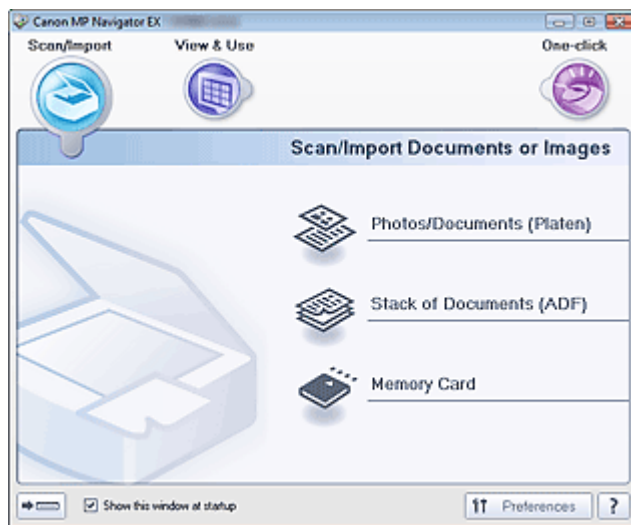 Canon MP Navigator EX
Scan/Import
View & Use
One-click
Scan/Import Documents or Images
Photos/Documents (Platen)
Stack of Documents (ADF)
Memory Card
Show this window at startup
Preferences
?